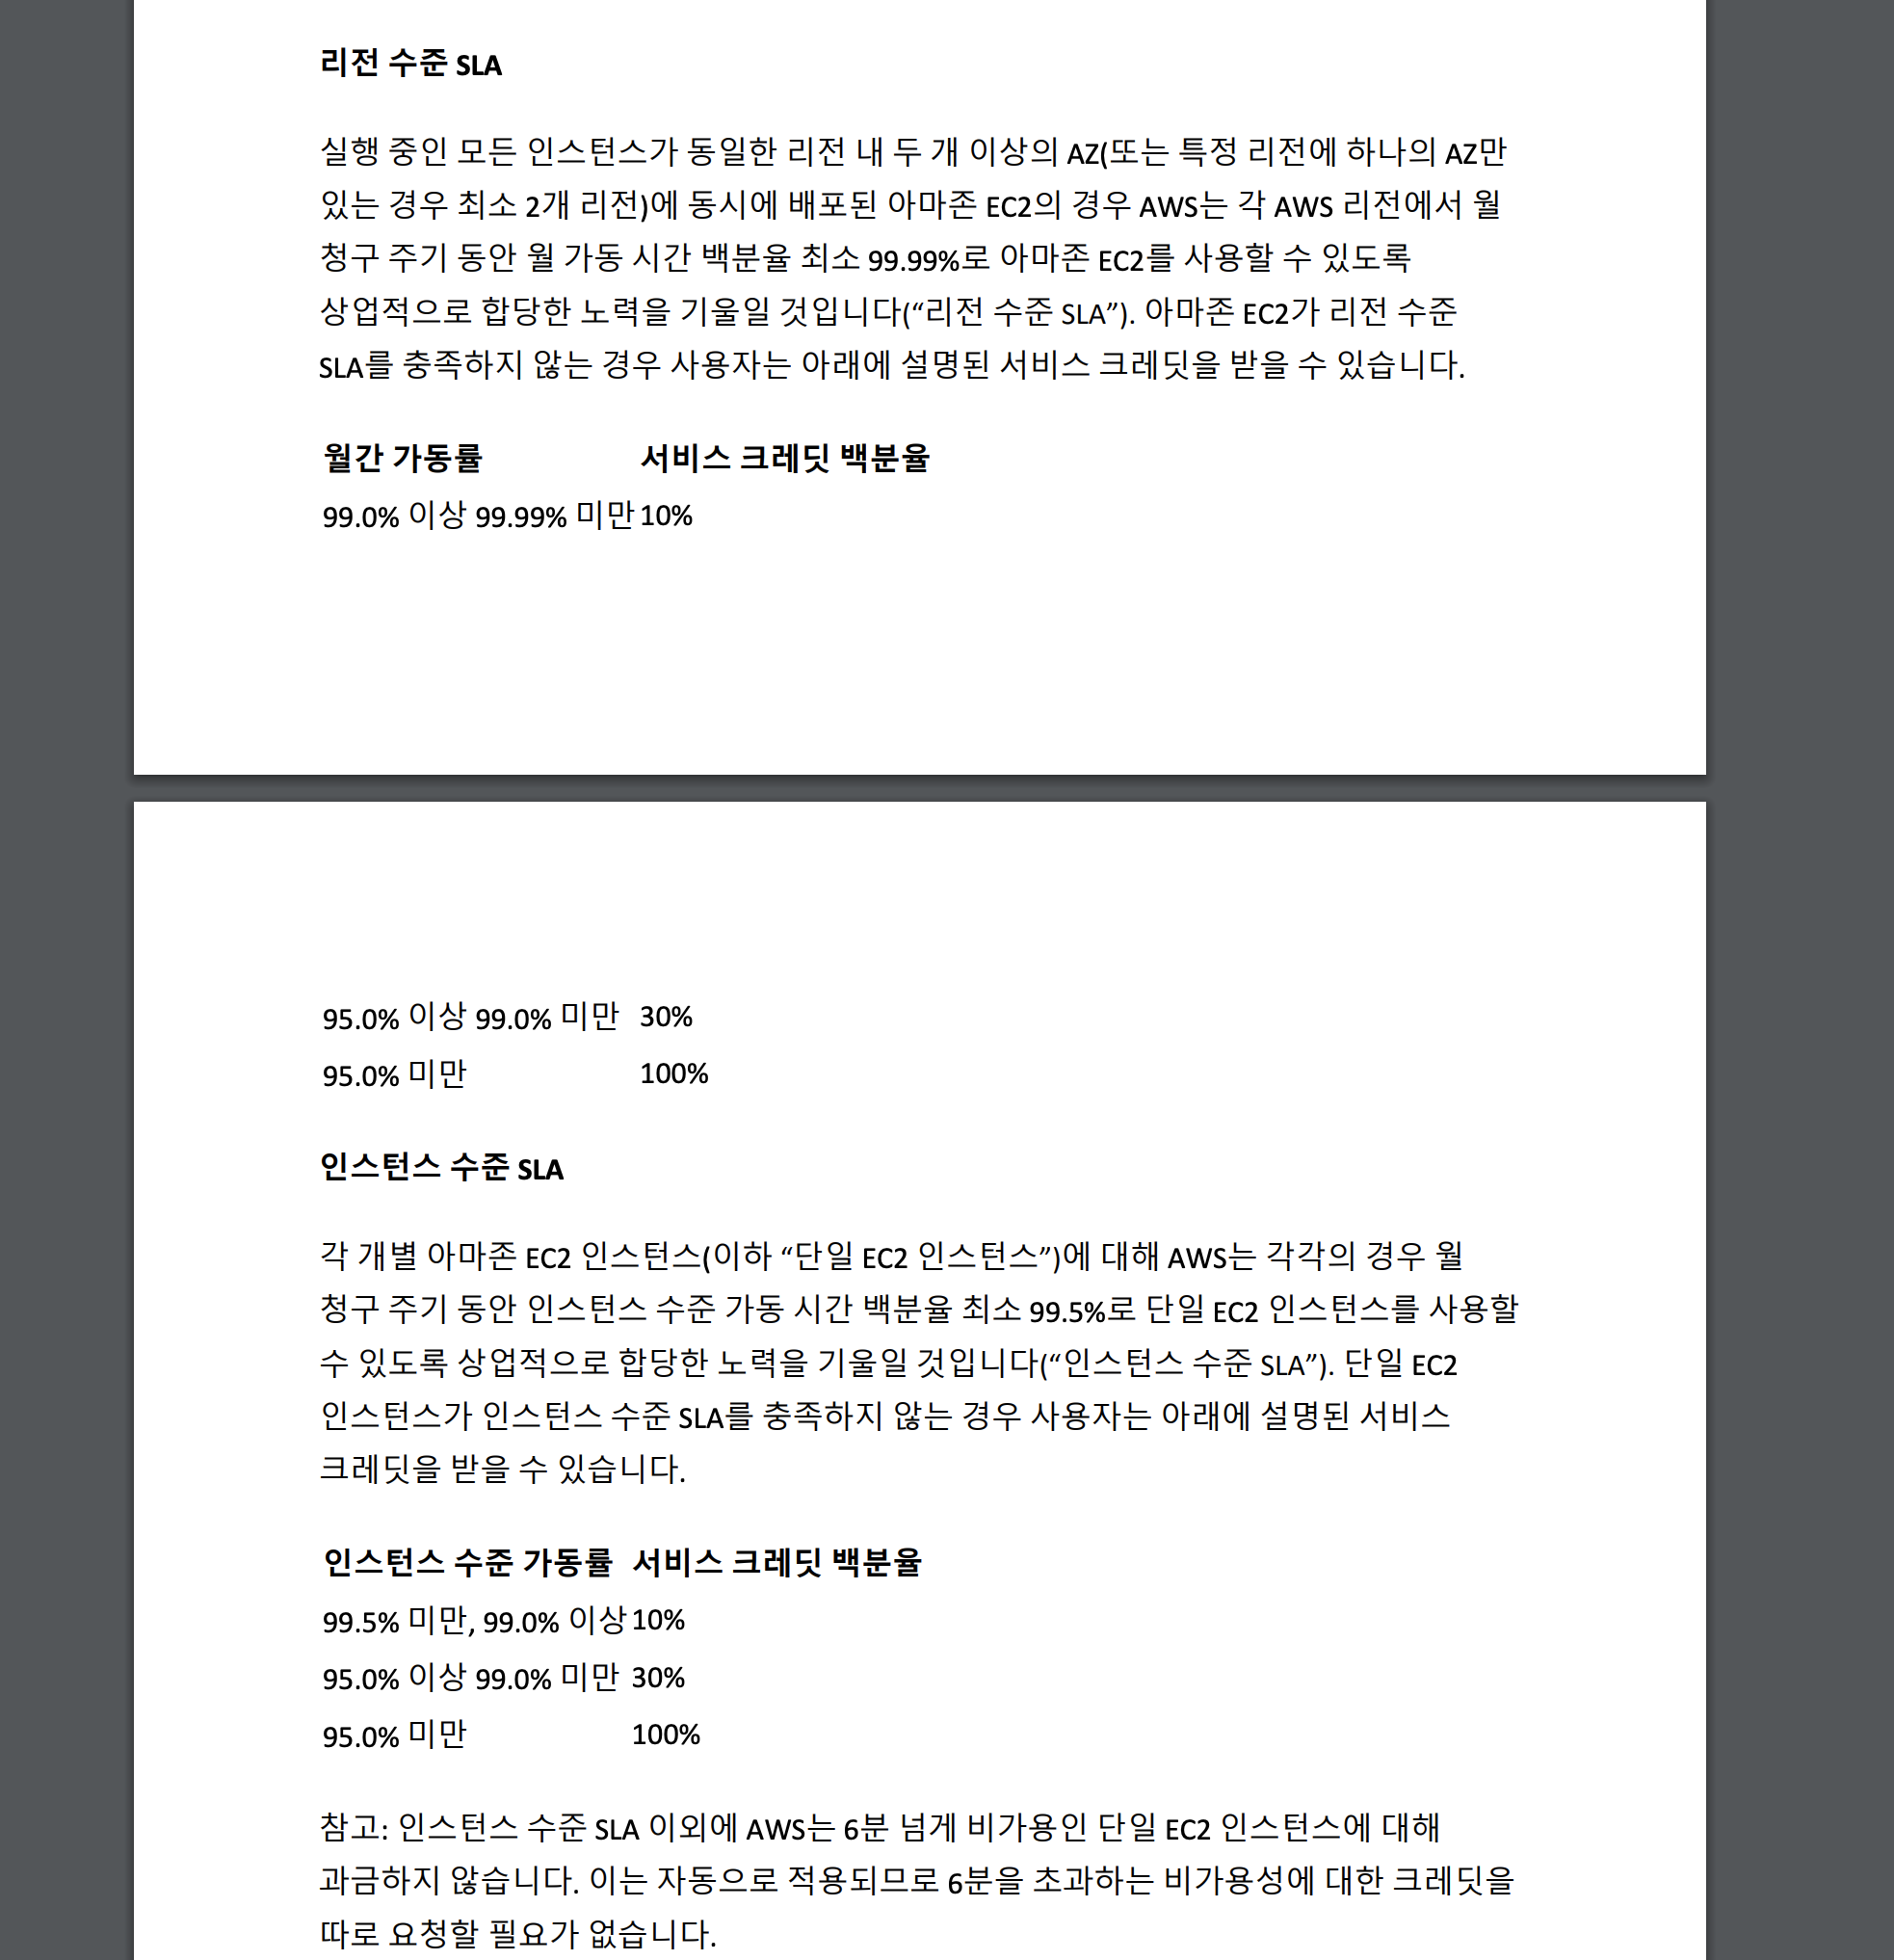 리전 수준 SLA
실행 중인 모든 인스턴스가 동일한 리전 내 두 개 이상의 AZ(또는 특정 리전에 하나의 AZ만
있는 경우 최소 2개 리전)에 동시에 배포된 아마존 EC2의 경우 AWS는 각 AWS 리전에서 월
청구 주기 동안 월 가동 시간 백분율 최소 99.99%로 아마존 EC2를 사용할 수 있도록
상업적으로 합당한 노력을 기울일 것입니다(“리전 수준 SLA”). 아마존 EC2가 리전 수준
SLA를 충족하지 않는 경우 사용자는 아래에 설명된 서비스 크레딧을 받을 수 있습니다.
월간 가동률 서비스 크레딧 백분율
99.0% 이상 99.99% 미만 10%
95.0% 이상 99.0% 미만 30%
95.0% 미만 100%
인스턴스 수준 SLA
각 개별 아마존 EC2 인스턴스(이하 “단일 EC2 인스턴스”)에 대해 AWS는 각각의 경우 월
청구 주기 동안 인스턴스 수준 가동 시간 백분율 최소 99.5%로 단일 EC2 인스턴스를 사용할
수 있도록 상업적으로 합당한 노력을 기울일 것입니다(“인스턴스 수준 SLA”). 단일 EC2
인스턴스가 인스턴스 수준 SLA를 충족하지 않는 경우 사용자는 아래에 설명된 서비스
크레딧을 받을 수 있습니다.
인스턴스 수준 가동률 서비스 크레딧 백분율
99.5% 미만, 99.0% 이상 10%
95.0% 이상 99.0% 미만 30%
95.0% 미만 100%
참고: 인스턴스 수준 SLA 이외에 AWS는 6분 넘게 비가용인 단일 EC2 인스턴스에 대해
과금하지 않습니다. 이는 자동으로 적용되므로 6분을 초과하는 비가용성에 대한 크레딧을
따로 요청할 필요가 없습니다.